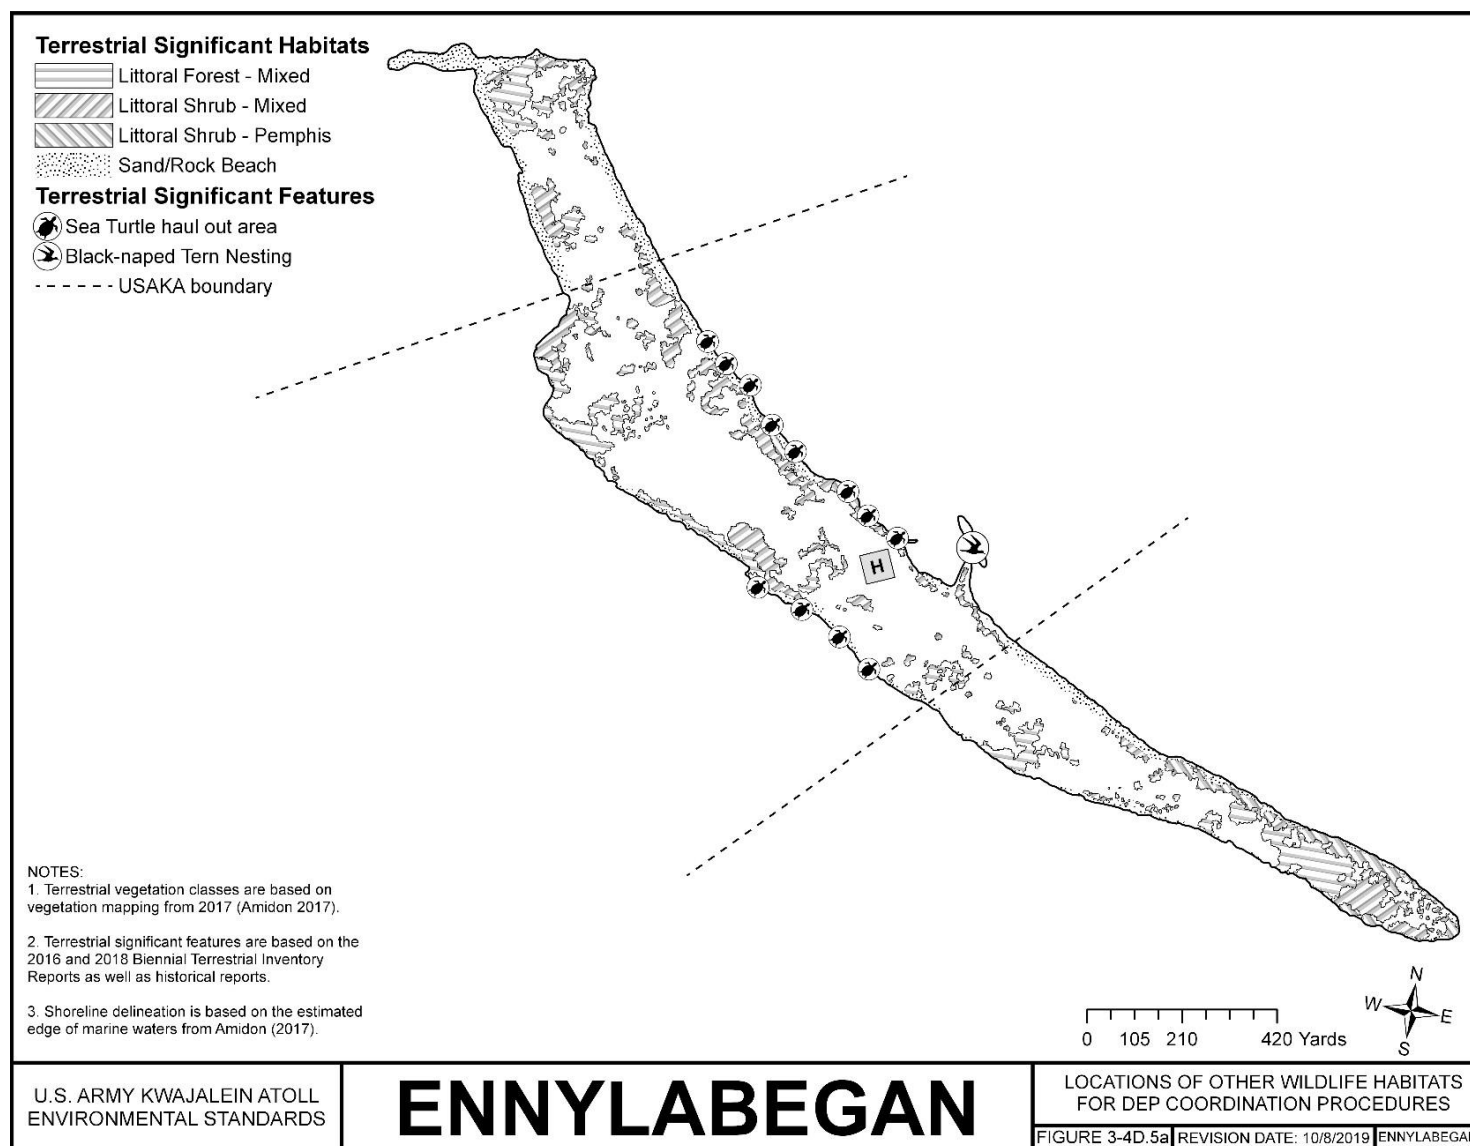 Terrestrial Significant Habitats
Littoral Forest - Mixed
Littoral Shrub - Mixed
Littoral Shrub - Pemphis
Sand/Rock Beach
Terrestrial Significant Features
Sea Turtle haul out area
Black-naped Tern Nesting
USAKA boundary
H
NOTES:
1. Terrestrial vegetation classes are based on
vegetation mapping from 2017 (Amidon 2017).
2. Terrestrial significant features are based on the
2016 and 2018 Biennial Terrestrial Inventory
Reports as well as historical reports.
3. Shoreline delineation is based on the estimated
edge of marine waters from Amidon (2017).
N
W
E
S
0 105 210 420 Yards
U.S. ARMY KWAJALEIN ATOLL
ENVIRONMENTAL STANDARDS
ENNYLABEGAN
LOCATIONS OF OTHER WILDLIFE HABITATS
FOR DEP COORDINATION PROCEDURES
FIGURE 3-4D.5a REVISION DATE: 10/8/2019 ENNYLABEGAN